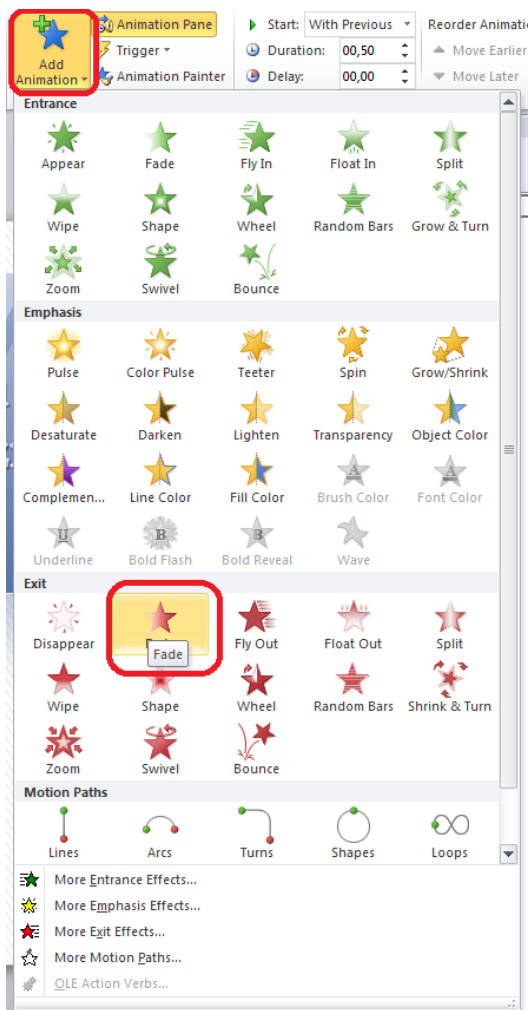 Add
Animation
Animation Pane
Trigger
Animation Painter
Start: With Previous
Duration: 00,50
Delay: 00,00
Reorder Animatio
Move Earlier
Move Later
Entrance
Appear Fade Fly In Float In Split
Wipe Shape Wheel Random Bars Grow & Turn
Zoom Swivel Bounce
Emphasis
Pulse Color Pulse Teeter Spin Grow/Shrink
Desaturate Darken Lighten Transparency Object Color
Complemen... Line Color Fill Color Brush Color Font Color
Underline Bold Flash Bold Reveal Wave
Exit
Disappear Fly Out Float Out Split
Fade
Wipe Shape Wheel Random Bars Shrink & Turn
Zoom Swivel Bounce
Motion Paths
Lines Arcs Turns Shapes Loops
More Entrance Effects...
More Emphasis Effects...
More Exit Effects...
More Motion Paths...
OLE Action Verbs...